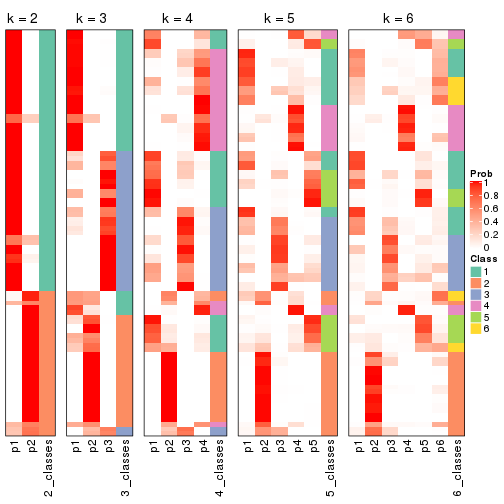 k = 2
k = 3
k = 4
k = 5
k = 6
p1
p2
2_classes
p1
p2
p3
3_classes
p1
p2
p3
p4
4_classes
p1
p2
p3
p4
p5
5_classes
p1
p2
p3
p4
p5
p6
6_classes
Prob
1
0.8
0.6
0.4
0.2
0
Class
1
2
3
4
5
6